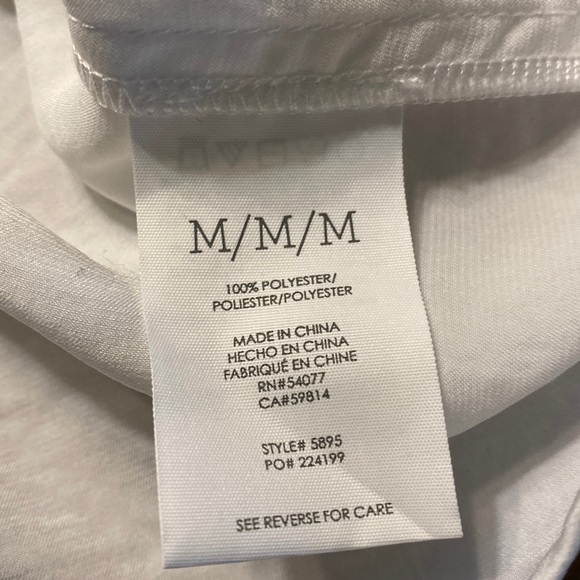 M/M/M
100% POLYESTER/
POLIESTER/POLYESTER
MADE IN CHINA
HECHO EN CHINA
FABRIQUÉ EN CHINE
RN#54077
CA#59814
STYLE# 5895
PO# 224199
SEE REVERSE FOR CARE